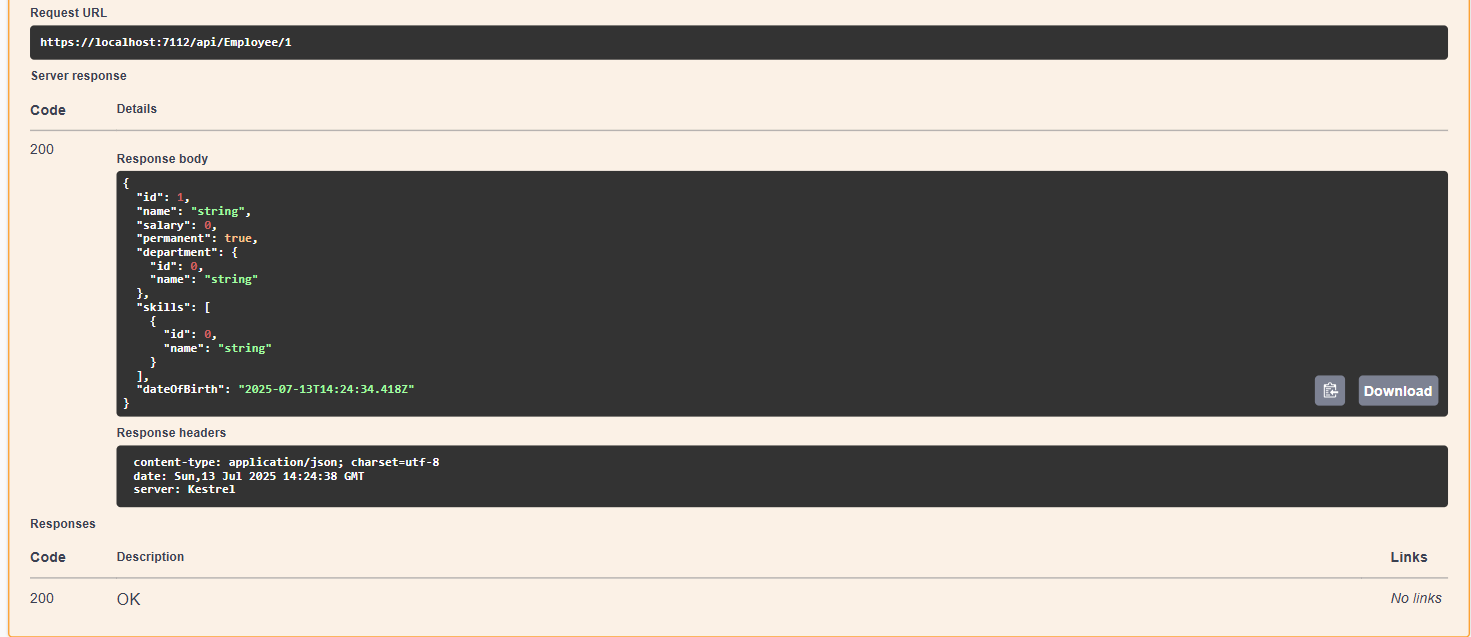 Request URL
https://localhost:7112/api/Employee/1
Server response
Code Details
200
Response body
{
  "id": 1,
  "name": "string",
  "salary": 0,
  "permanent": true,
  "department": {
    "id": 0,
    "name": "string"
  },
  "skills": [
    {
      "id": 0,
      "name": "string"
    }
  ],
  "dateOfBirth": "2025-07-13T14:24:34.418Z"
}
Download
Response headers
content-type: application/json; charset=utf-8
date: Sun,13 Jul 2025 14:24:38 GMT
server: Kestrel
Responses
Code Description Links
200 OK No links